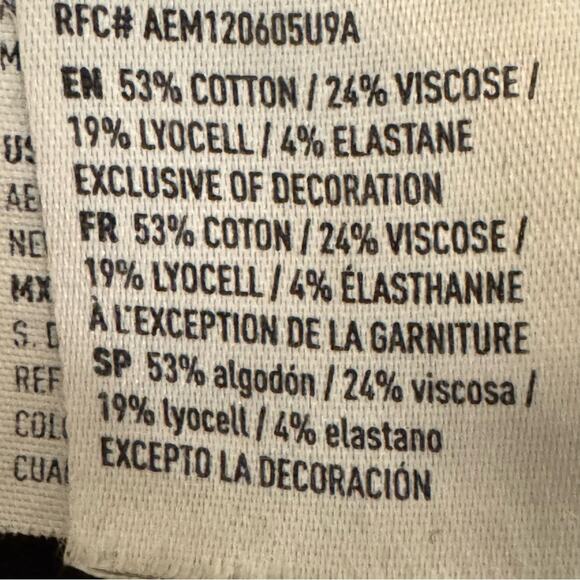 RFC# AEM120605U9A
EN 53% COTTON / 24% VISCOSE /
19% LYOCELL / 4% ELASTANE
EXCLUSIVE OF DECORATION
FR 53% COTON / 24% VISCOSE /
19% LYOCELL / 4% ÉLASTHANNE
À L'EXCEPTION DE LA GARNITURE
SP 53% algodón / 24% viscosa /
19% lyocell / 4% elastano
EXCEPTO LA DECORACIÓN
MX
S.